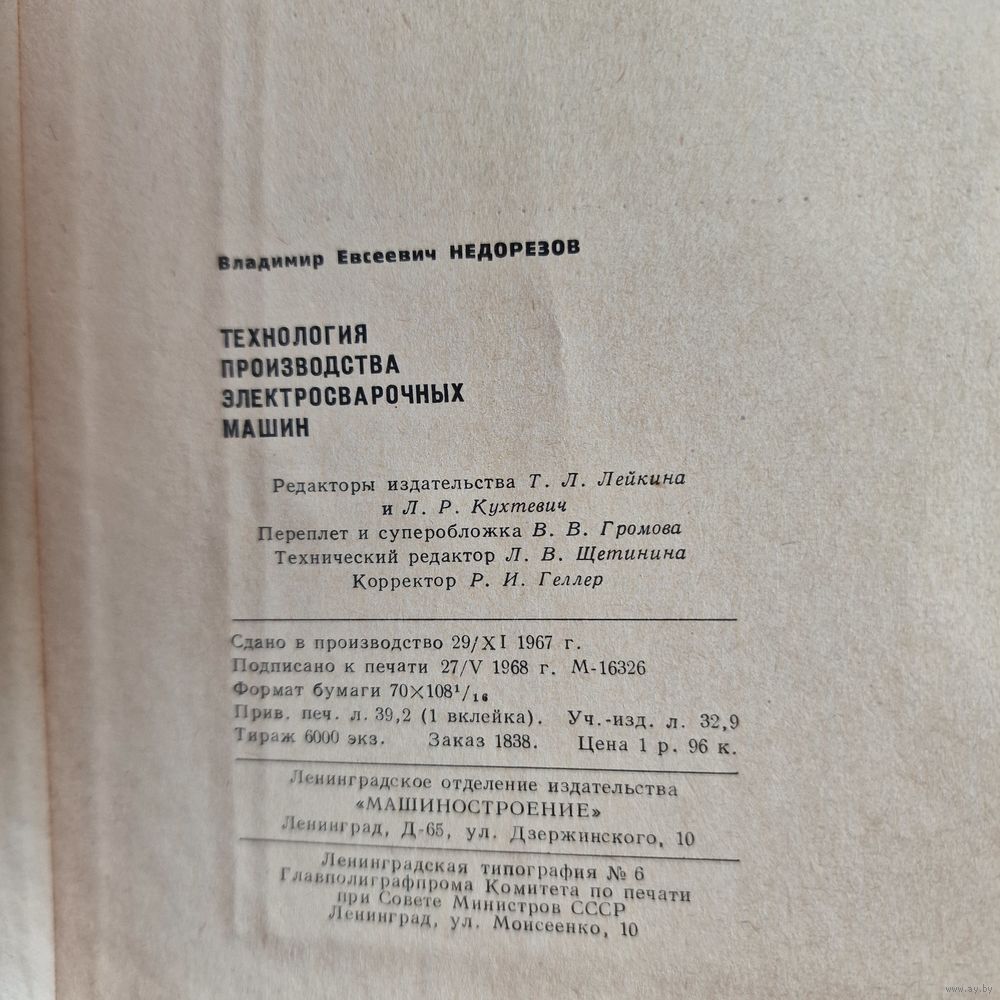 Владимир Евсеевич НЕДОРЕЗОВ
ТЕХНОЛОГИЯ
ПРОИЗВОДСТВА
ЭЛЕКТРОСВАРОЧНЫХ
МАШИН
Редакторы издательства Т. Л. Лейкина
и Л. Р. Кухтевич
Переплет и суперобложка В. В. Громова
Технический редактор Л. В. Щетинина
Корректор Р. И. Геллер
Сдано в производство 29/XI 1967 г.
Подписано к печати 27/V 1968 г. М-16326
Формат бумаги 70×108¹/₁₆
Прив. печ. л. 39,2 (1 вклейка). Уч.-изд. л. 32,9
Тираж 6000 экз. Заказ 1838. Цена 1 р. 96 к.
Ленинградское отделение издательства
«МАШИНОСТРОЕНИЕ»
Ленинград, Д-65, ул. Дзержинского, 10
Ленинградская типография № 6
Главполиграфпрома Комитета по печати
при Совете Министров СССР
Ленинград, ул. Моисеенко, 10
www.ay.by